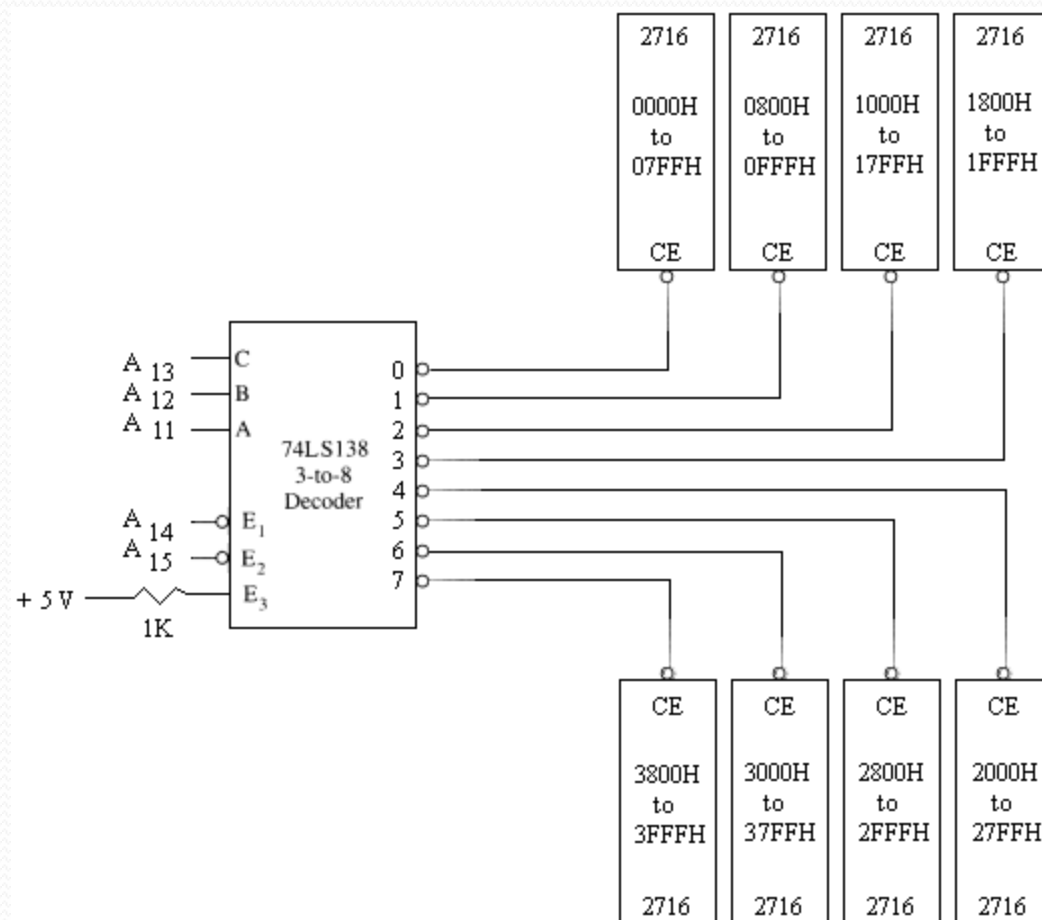 2716 2716 2716 2716
0000H 0800H 1000H 1800H
to to to to
07FFH 0FFFH 17FFH 1FFFH
CE CE CE CE
A 13 C
A 12 B
A 11 A
74LS138
3-to-8
Decoder
A 14 E1
A 15 E2
+ 5 V E3
1K
0
1
2
3
4
5
6
7
CE CE CE CE
3800H 3000H 2800H 2000H
to to to to
3FFFH 37FFH 2FFFH 27FFH
2716 2716 2716 2716